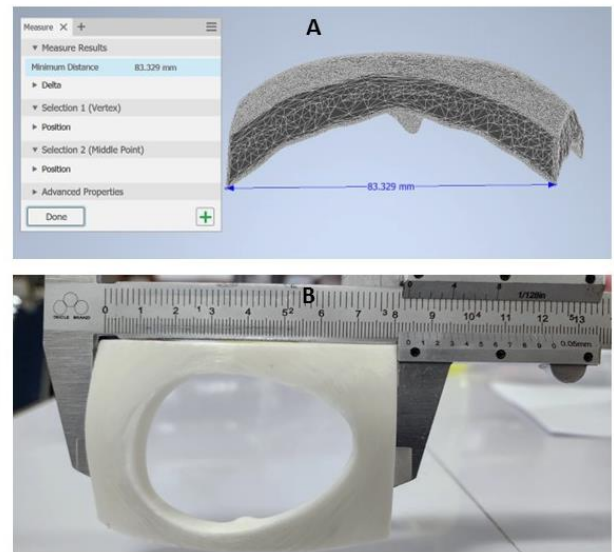 Measure × +
A
Measure Results
Minimum Distance 83.329 mm
Delta
Selection 1 (Vertex)
Position
Selection 2 (Middle Point)
Position
Advanced Properties
Done
83.329 mm
B
0 4 8
1/128in
0 1 2 1 3 4 5 2 6 7 3 8 9 10 4 11 12 5 13
0 1 2 3 4 5 6 7 8 9 0 0.05mm